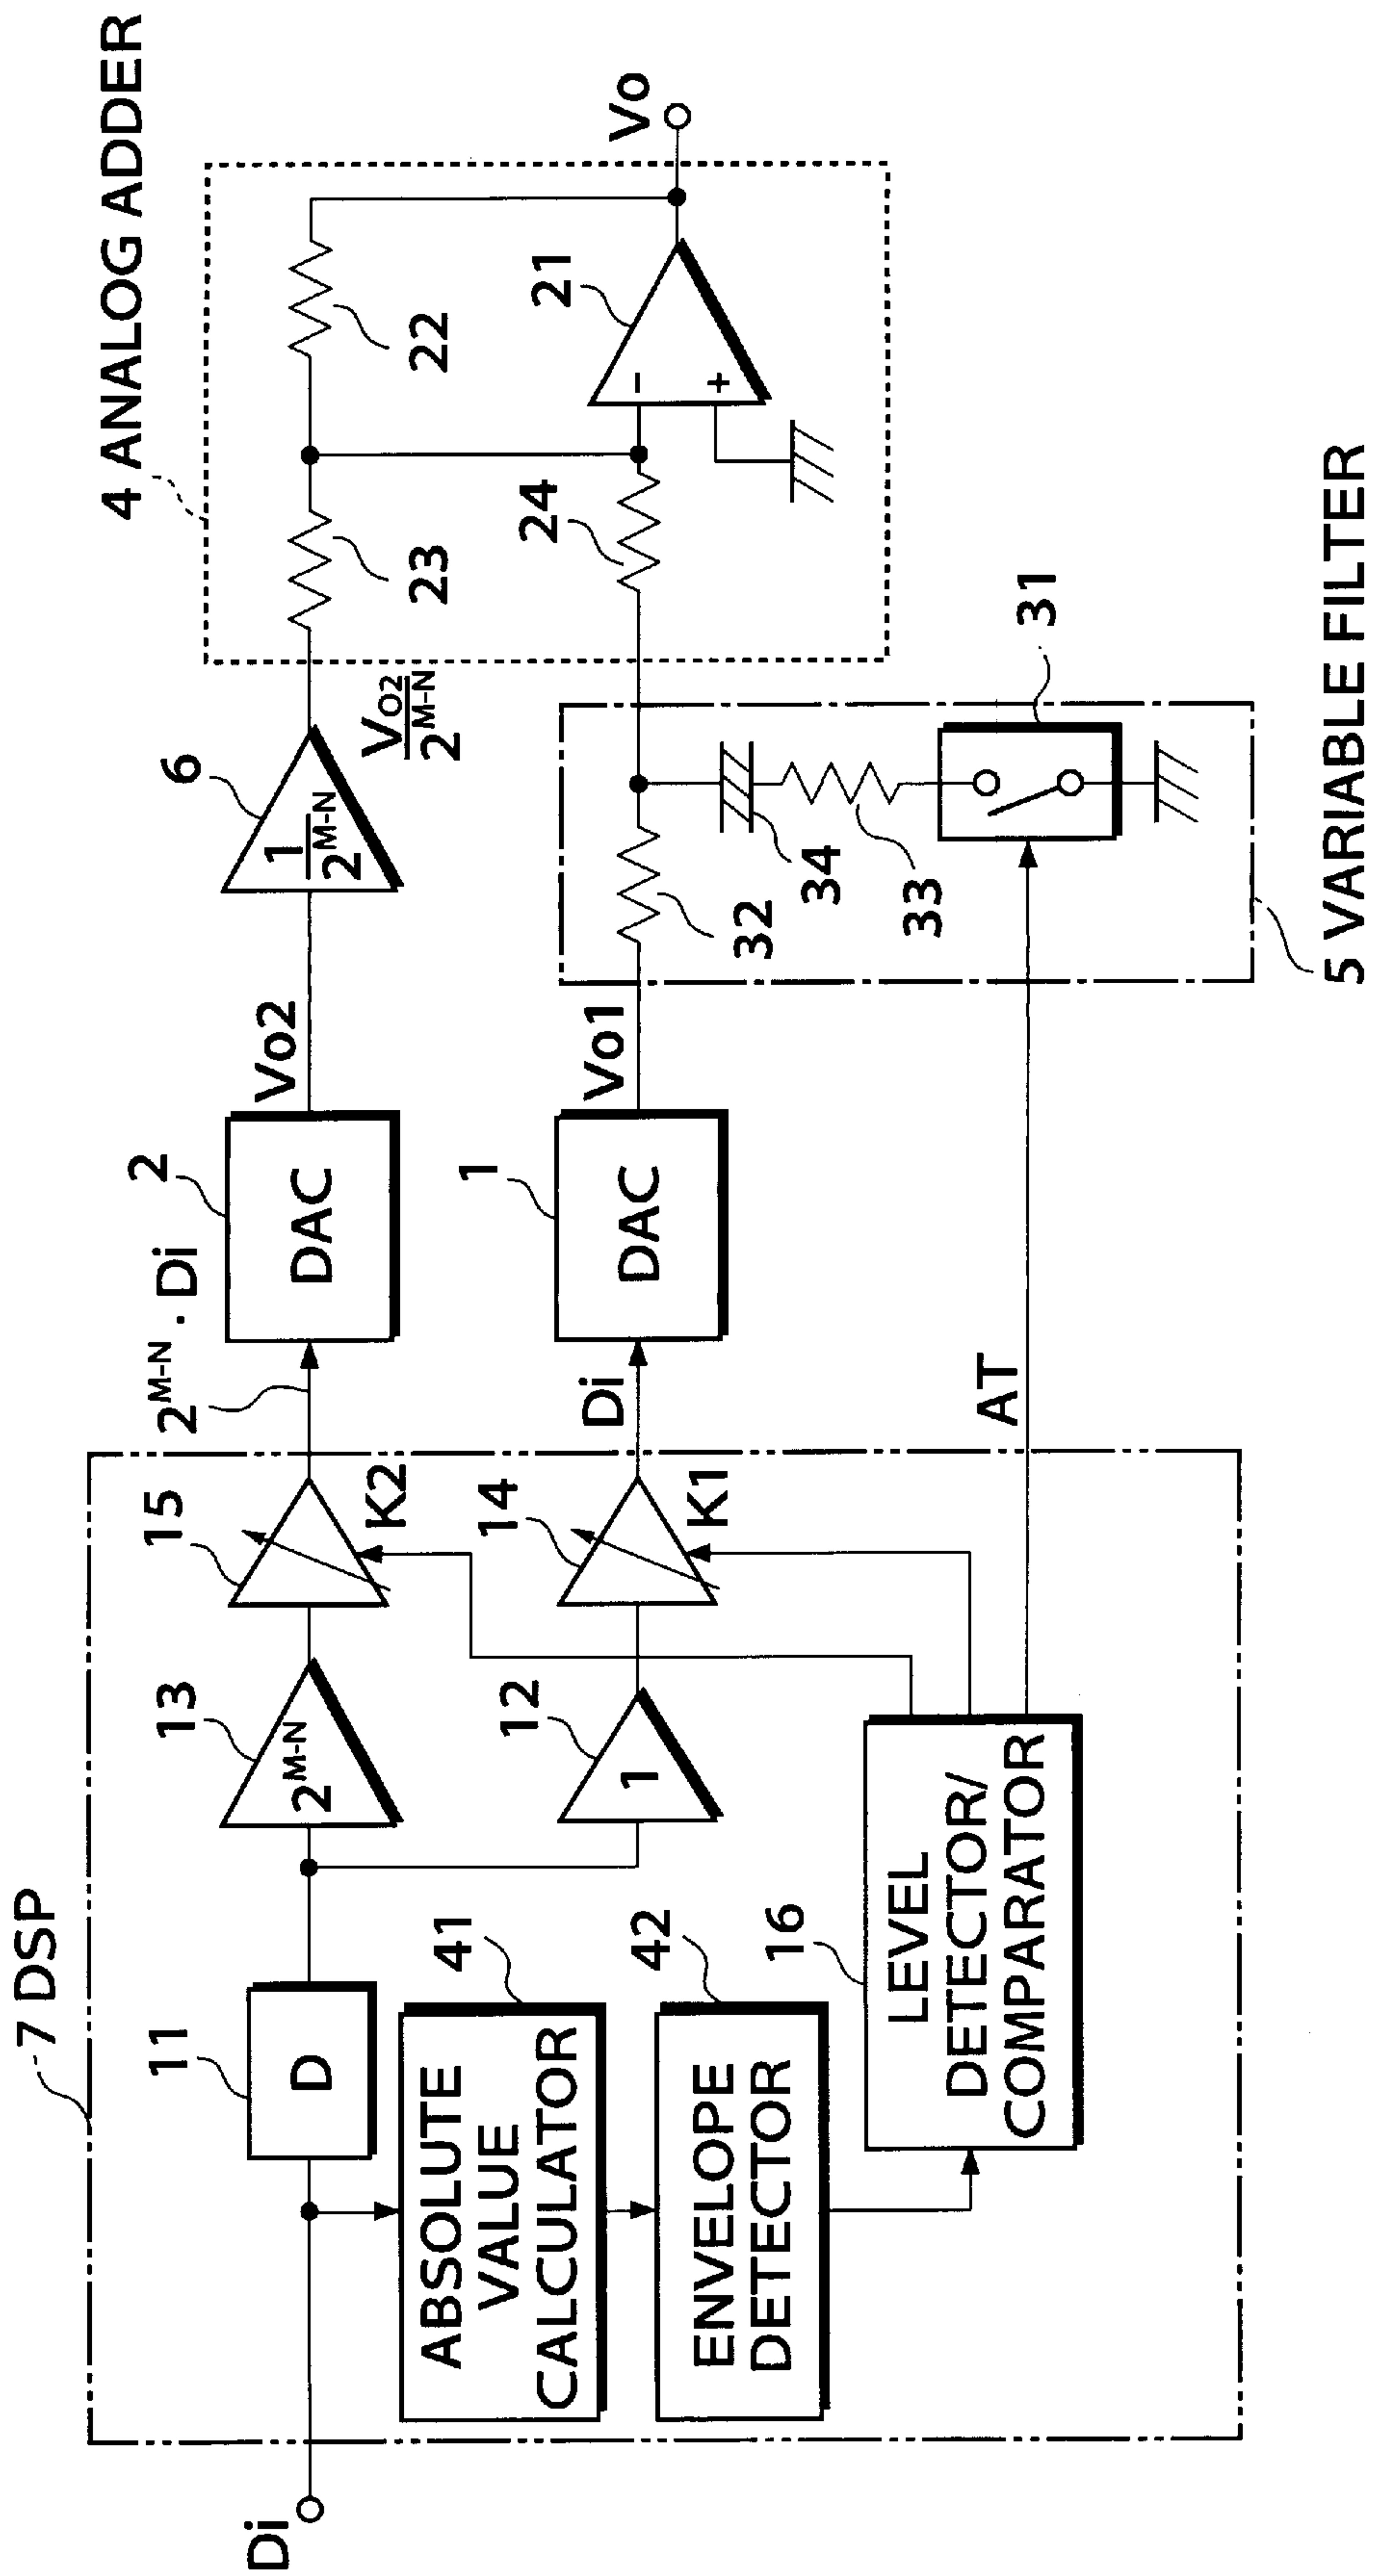 7 DSP
4 ANALOG ADDER
Di
11
D
13
2^M-N
15
K2
2^M-N · Di
2
DAC
Vo2
6
1
2^M-N
VO2
2^M-N
23
22
41
ABSOLUTE
VALUE
CALCULATOR
12
1
14
K1
Di
1
DAC
Vo1
32
24
21
−
+
Vo
42
ENVELOPE
DETECTOR
16
LEVEL
DETECTOR/
COMPARATOR
AT
34
33
31
5 VARIABLE FILTER